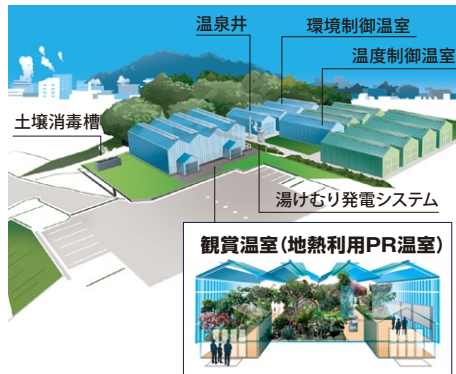 温泉井
環境制御温室
温度制御温室
土壌消毒槽
湯けむり発電システム
観賞温室(地熱利用PR温室)